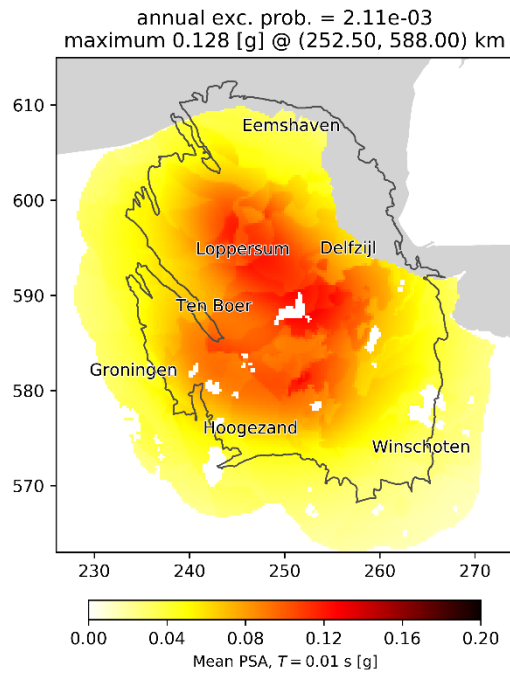 annual exc. prob. = 2.11e-03
maximum 0.128 [g] @ (252.50, 588.00) km
610
Eemshaven
600
Loppersum Delfzijl
590
Ten Boer
580
Groningen
Hoogezand
Winschoten
570
230 240 250 260 270
0.00 0.04 0.08 0.12 0.16 0.20
Mean PSA, T = 0.01 s [g]